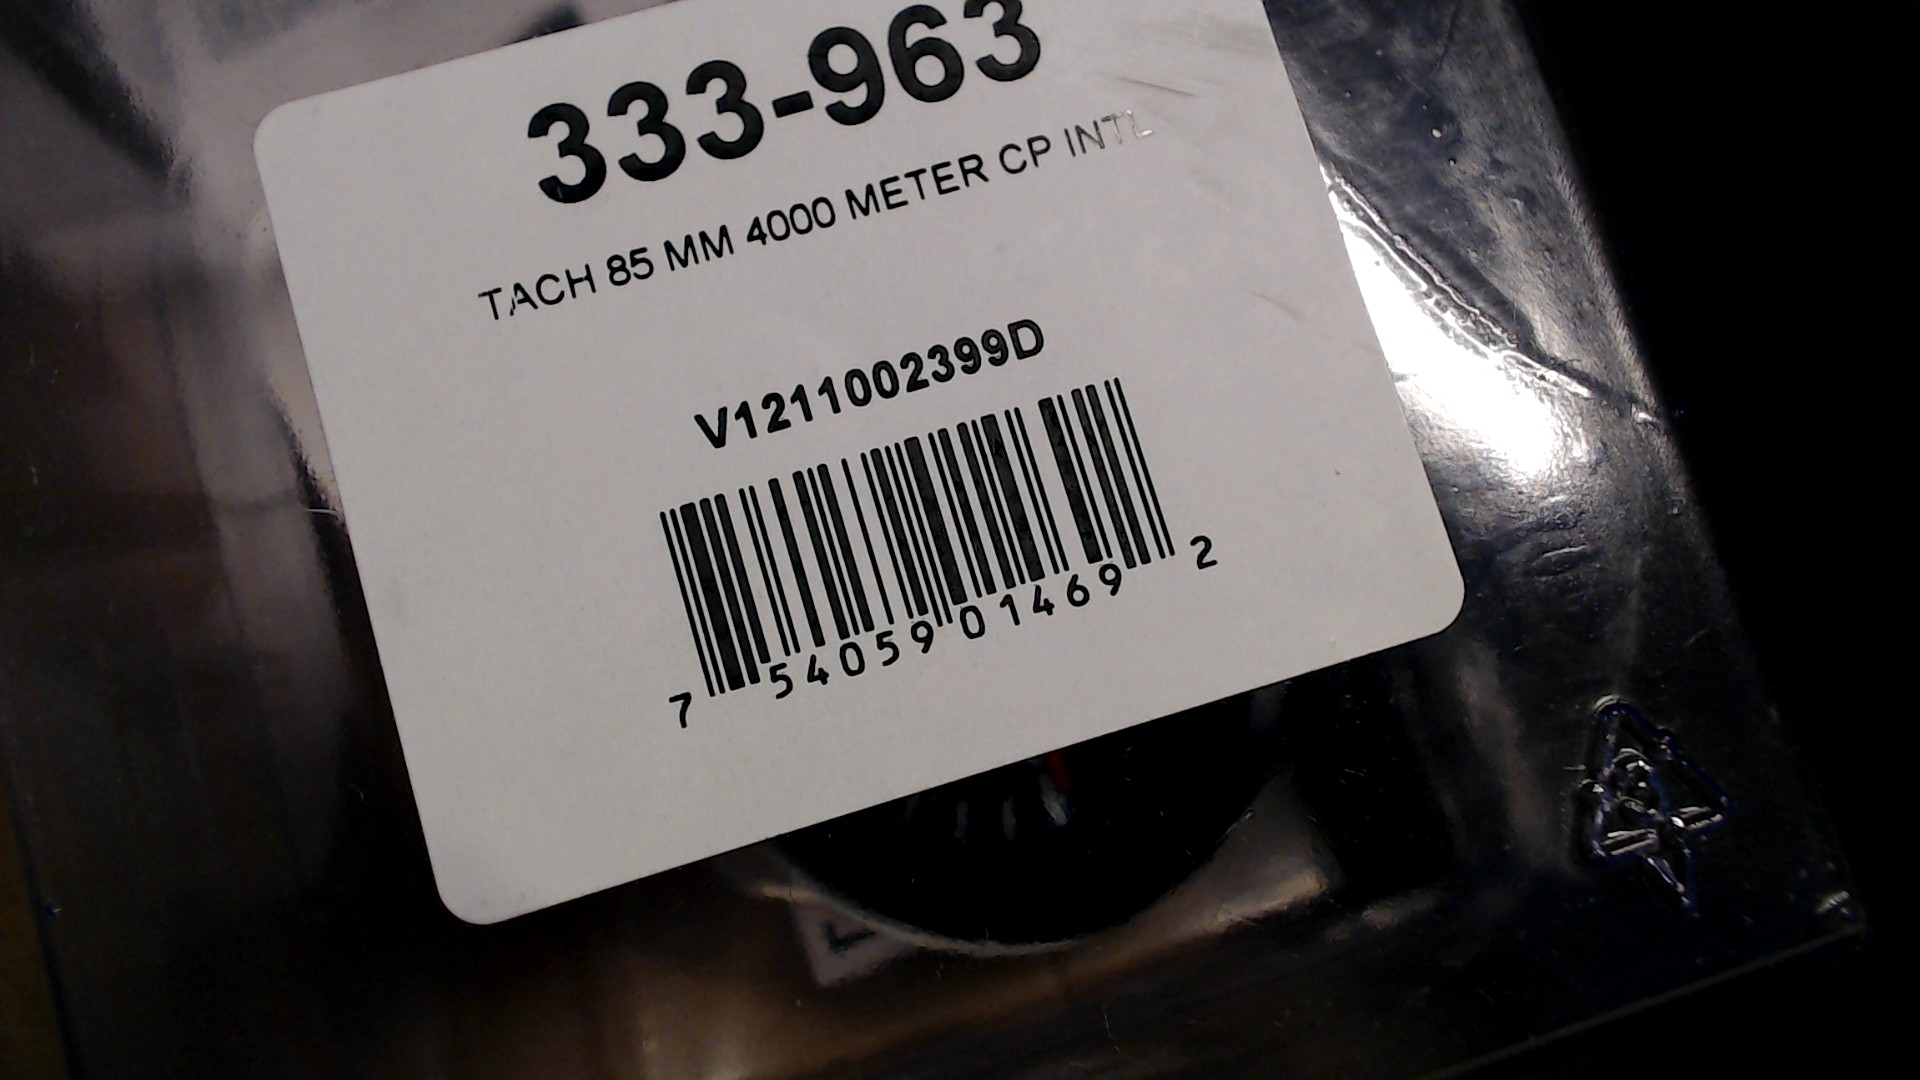 333-963
TACH 85 MM 4000 METER CP INTL
V1211002399D
7 54059 01469 2